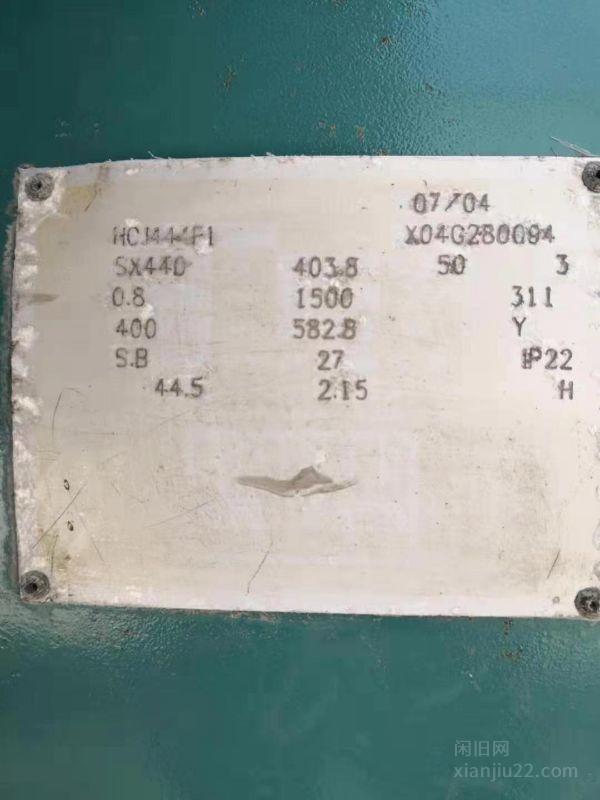 07/04
HCJ444F1 X04G280094
SX440 403.8 50 3
0.8 1500 311
400 582.8 Y
S.B 27 IP22
44.5 2.15 H
闲旧网
xianjiu22.com